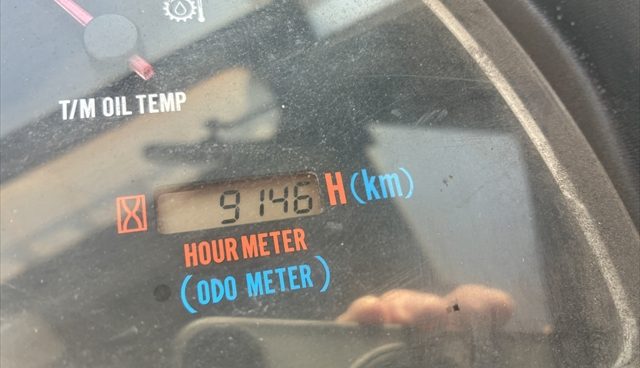 T/M OIL TEMP
9146 H (km)
HOUR METER
(ODO METER)